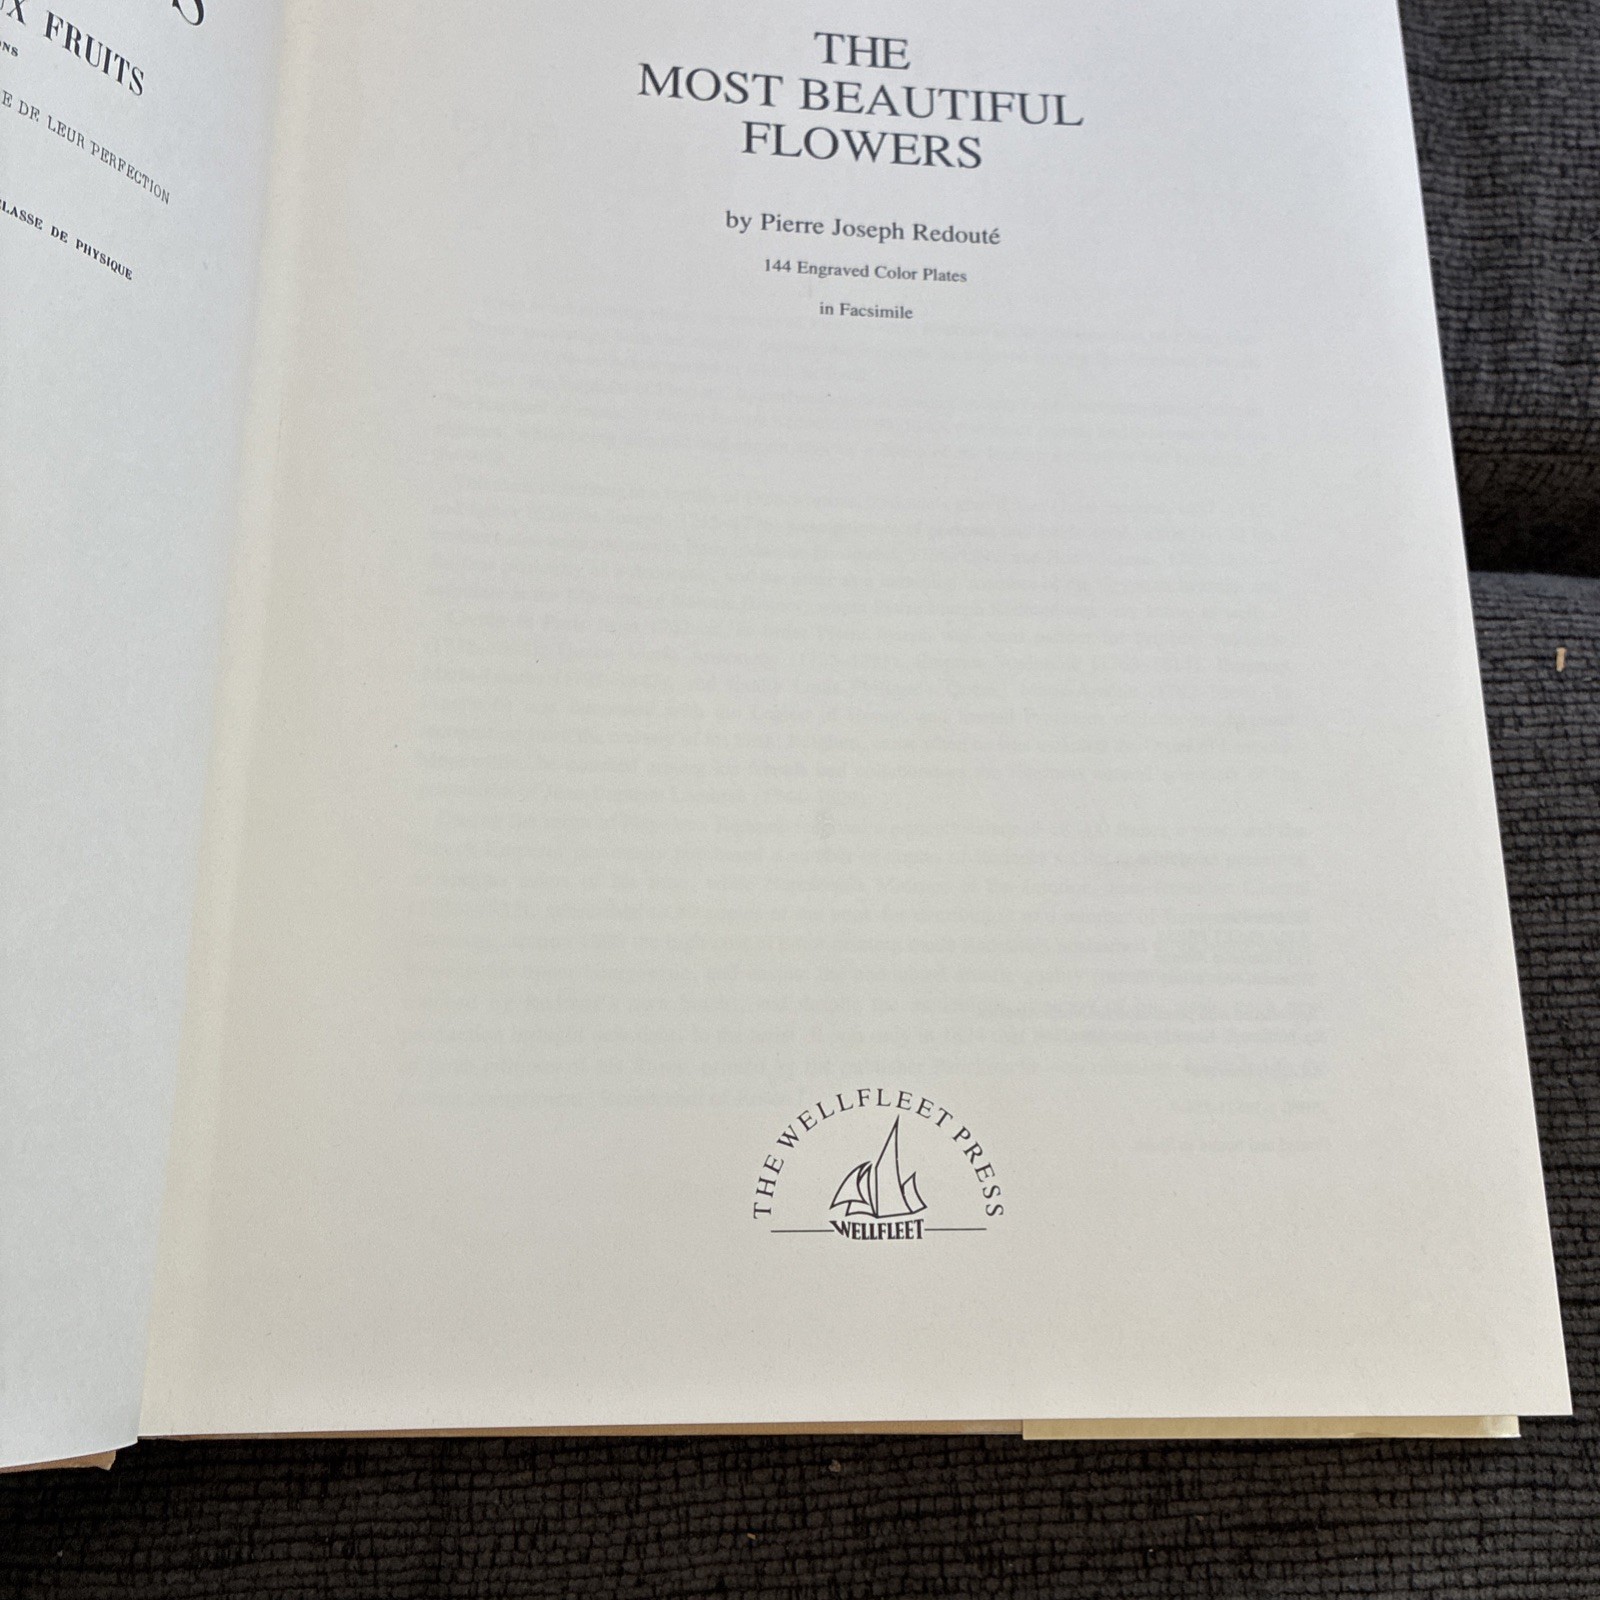 FRUITS
E DE LEUR PERFECTION
CLASSE DE PHYSIQUE
THE
MOST BEAUTIFUL
FLOWERS
by Pierre Joseph Redouté
144 Engraved Color Plates
in Facsimile
THE WELLFLEET PRESS
WELLFLEET